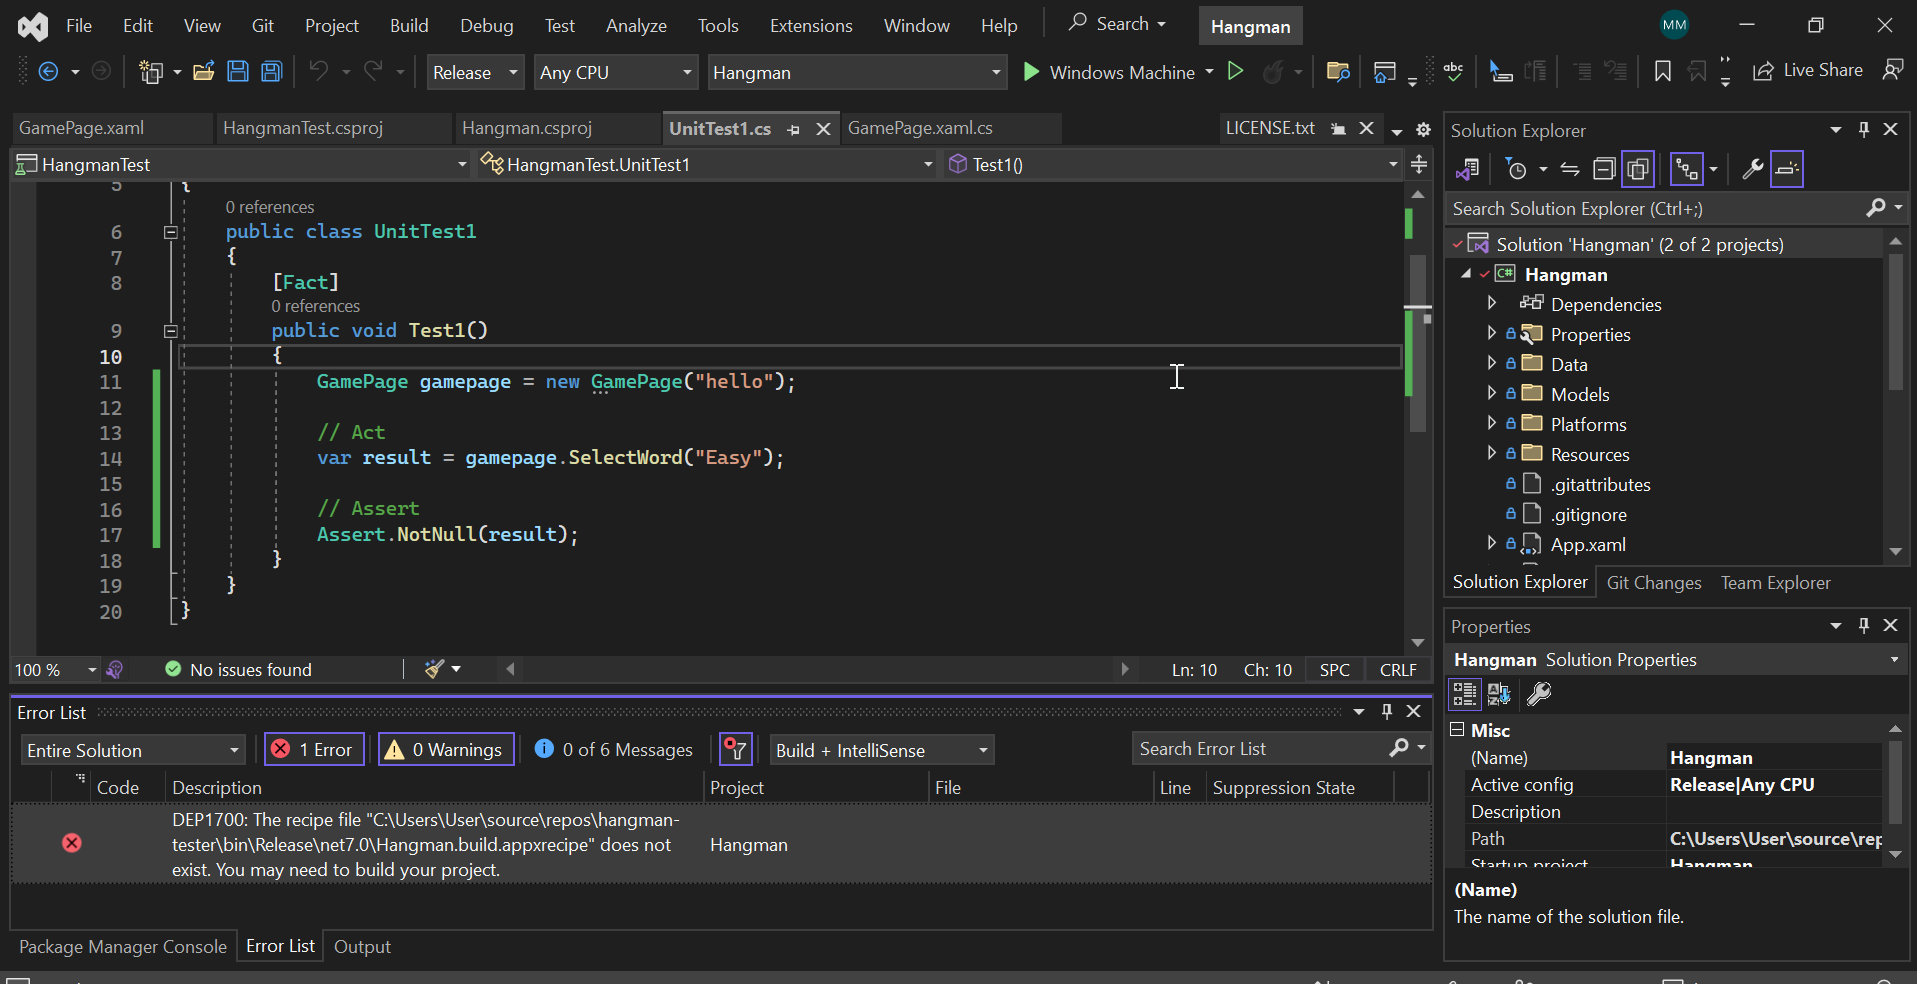 File Edit View Git Project Build Debug Test Analyze Tools Extensions Window Help Search Hangman MM
Release Any CPU Hangman Windows Machine abc Live Share
GamePage.xaml HangmanTest.csproj Hangman.csproj UnitTest1.cs GamePage.xaml.cs LICENSE.txt
HangmanTest HangmanTest.UnitTest1 Test1()
5 {
0 references
6 public class UnitTest1
7 {
8 [Fact]
0 references
9 public void Test1()
10 {
11 GamePage gamepage = new GamePage("hello");
12
13 // Act
14 var result = gamepage.SelectWord("Easy");
15
16 // Assert
17 Assert.NotNull(result);
18 }
19 }
20 }
100 % No issues found Ln: 10 Ch: 10 SPC CRLF
Error List
Entire Solution 1 Error 0 Warnings 0 of 6 Messages Build + IntelliSense Search Error List
Code Description Project File Line Suppression State
DEP1700: The recipe file "C:\Users\User\source\repos\hangman-
tester\bin\Release\net7.0\Hangman.build.appxrecipe" does not Hangman
exist. You may need to build your project.
Package Manager Console Error List Output
Solution Explorer
Search Solution Explorer (Ctrl+;)
Solution 'Hangman' (2 of 2 projects)
C# Hangman
Dependencies
Properties
Data
Models
Platforms
Resources
.gitattributes
.gitignore
App.xaml
Solution Explorer Git Changes Team Explorer
Properties
Hangman Solution Properties
Misc
(Name) Hangman
Active config Release|Any CPU
Description
Path C:\Users\User\source\rep
Startup project Hangman
(Name)
The name of the solution file.